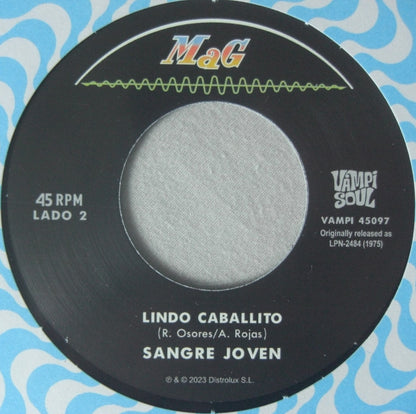 MaG
45 RPM
LADO 2
VAMPI
SOUL
VAMPI 45097
Originally released as
LPN-2484 (1975)
LINDO CABALLITO
(R. Osores/A. Rojas)
SANGRE JOVEN
℗ & © 2023 Distrolux S.L.